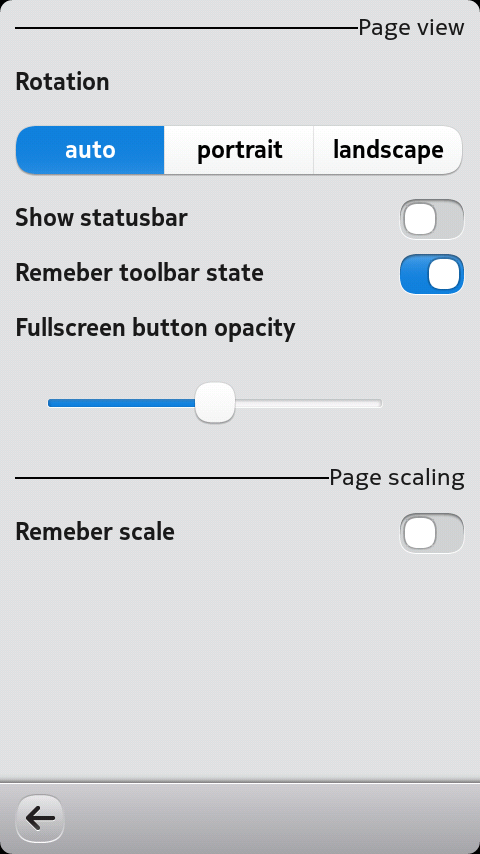 Page view
Rotation
auto portrait landscape
Show statusbar
Remeber toolbar state
Fullscreen button opacity
Page scaling
Remeber scale